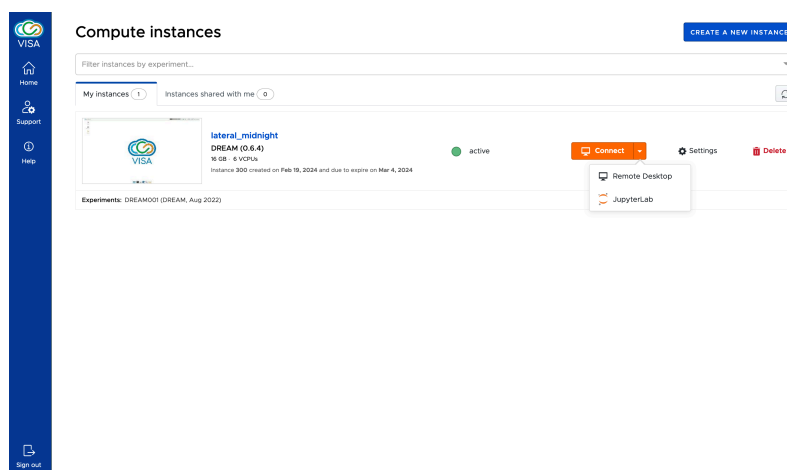 VISA
Home
Support
Help
Sign out
Compute instances
CREATE A NEW INSTANCE
Filter instances by experiment...
My instances 1
Instances shared with me 0
VISA
lateral_midnight
DREAM (0.6.4)
16 GB · 6 VCPUs
Instance 300 created on Feb 19, 2024 and due to expire on Mar 4, 2024
active
Connect
Settings
Delete
Remote Desktop
JupyterLab
Experiments: DREAM001 (DREAM, Aug 2022)